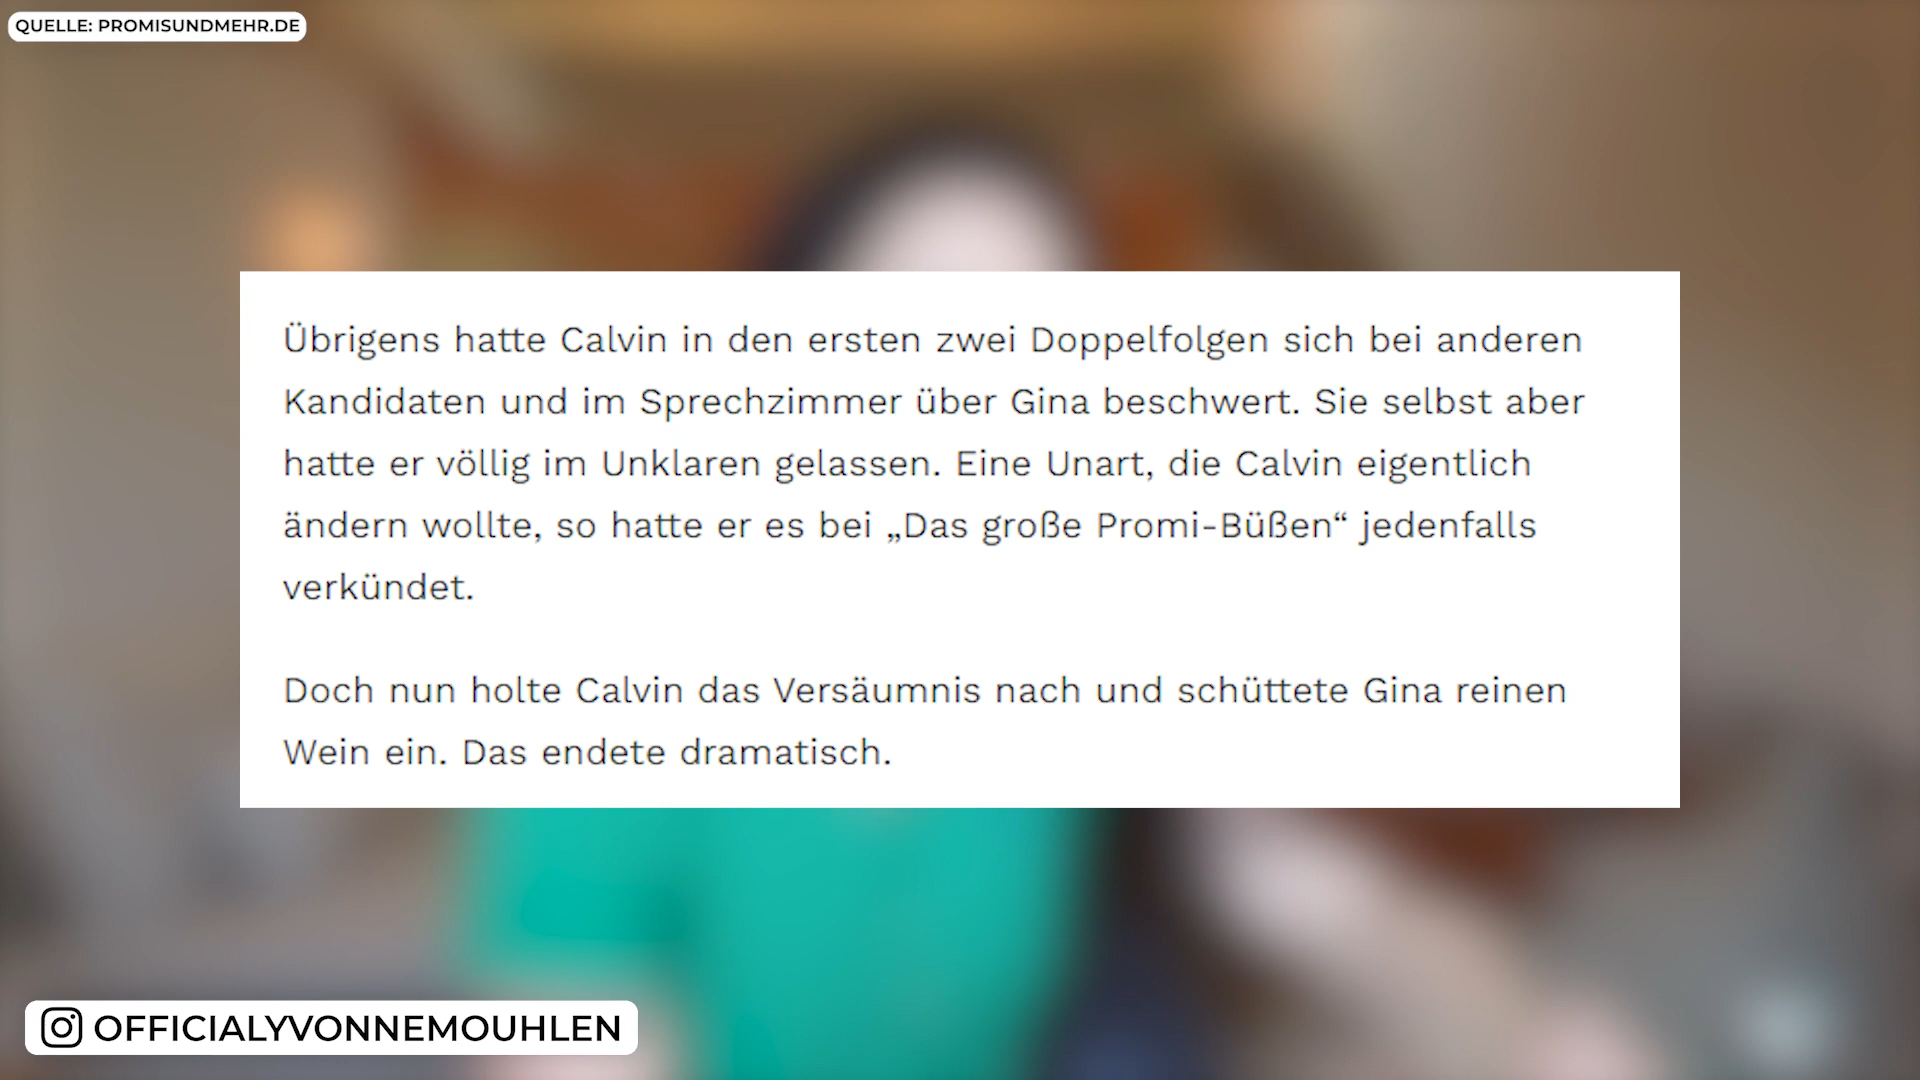 QUELLE: PROMISUNDMEHR.DE
Übrigens hatte Calvin in den ersten zwei Doppelfolgen sich bei anderen
Kandidaten und im Sprechzimmer über Gina beschwert. Sie selbst aber
hatte er völlig im Unklaren gelassen. Eine Unart, die Calvin eigentlich
ändern wollte, so hatte er es bei „Das große Promi-Büßen“ jedenfalls
verkündet.
Doch nun holte Calvin das Versäumnis nach und schüttete Gina reinen
Wein ein. Das endete dramatisch.
OFFICIALYVONNEMOUHLEN